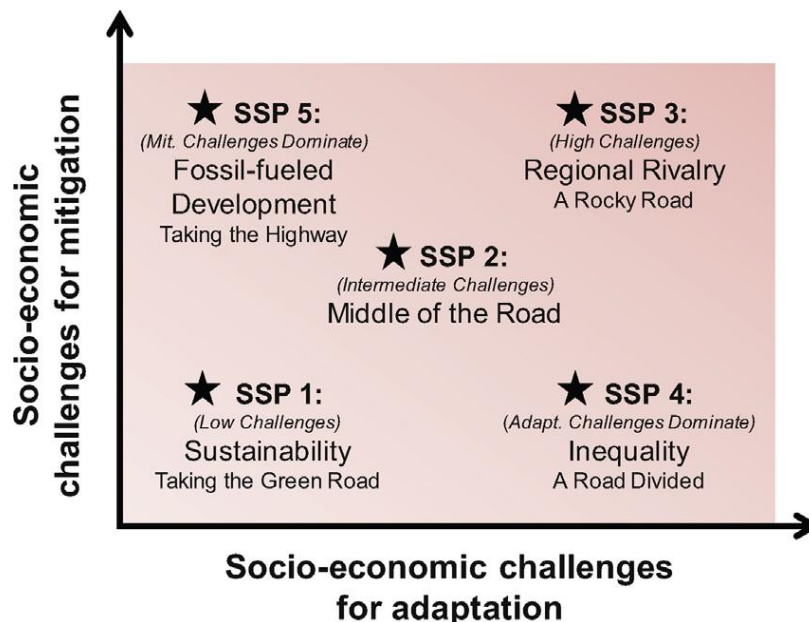 Socio-economic
challenges for mitigation
SSP 5:
(Mit. Challenges Dominate)
Fossil-fueled
Development
Taking the Highway
SSP 3:
(High Challenges)
Regional Rivalry
A Rocky Road
SSP 2:
(Intermediate Challenges)
Middle of the Road
SSP 1:
(Low Challenges)
Sustainability
Taking the Green Road
SSP 4:
(Adapt. Challenges Dominate)
Inequality
A Road Divided
Socio-economic challenges
for adaptation